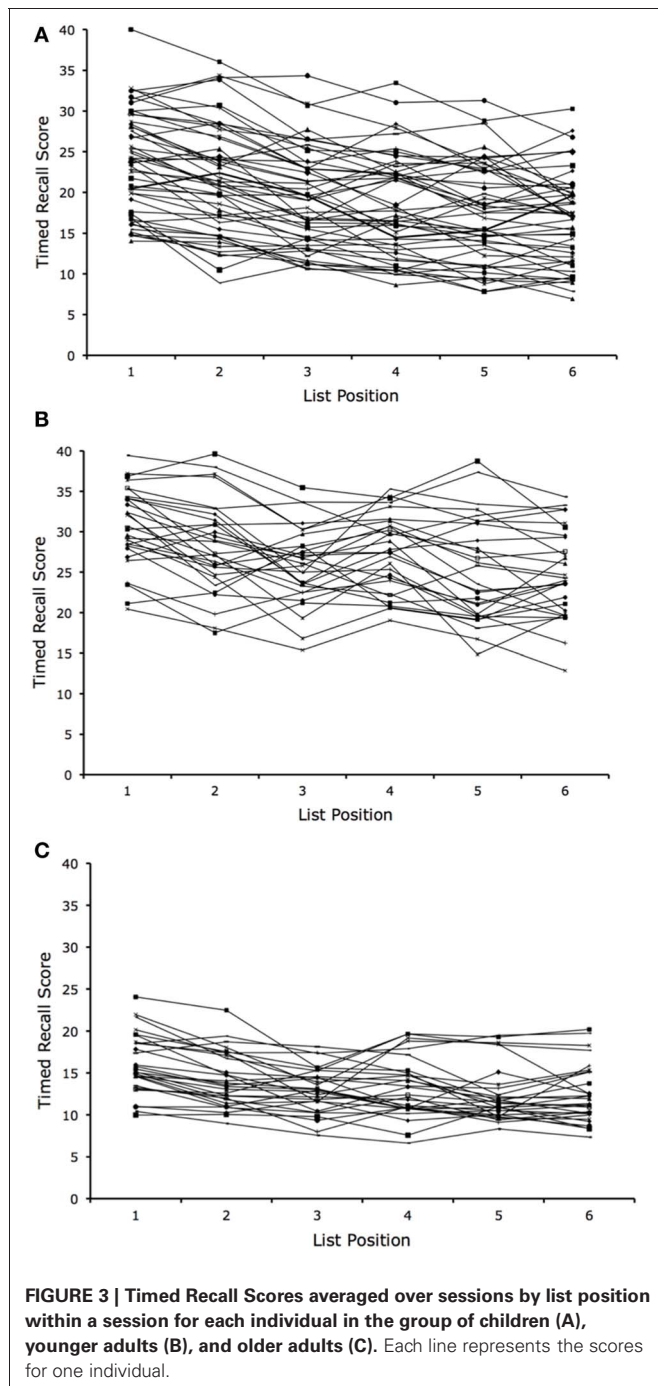 A
40
35
30
25
20
15
10
5
0
Timed Recall Score
1 2 3 4 5 6
List Position
B
40
35
30
25
20
15
10
5
0
Timed Recall Score
1 2 3 4 5 6
List Position
C
40
35
30
25
20
15
10
5
0
Timed Recall Score
1 2 3 4 5 6
List Position
FIGURE 3 | Timed Recall Scores averaged over sessions by list position
within a session for each individual in the group of children (A),
younger adults (B), and older adults (C). Each line represents the scores
for one individual.